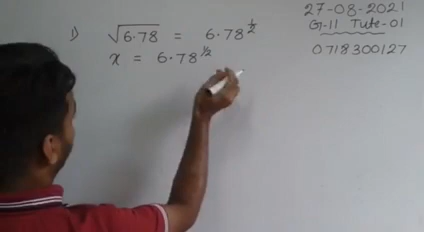 27-08-2021
Gr-11 Tute-01
0718300127
1) √6.78 = 6.78^½
x = 6.78^½